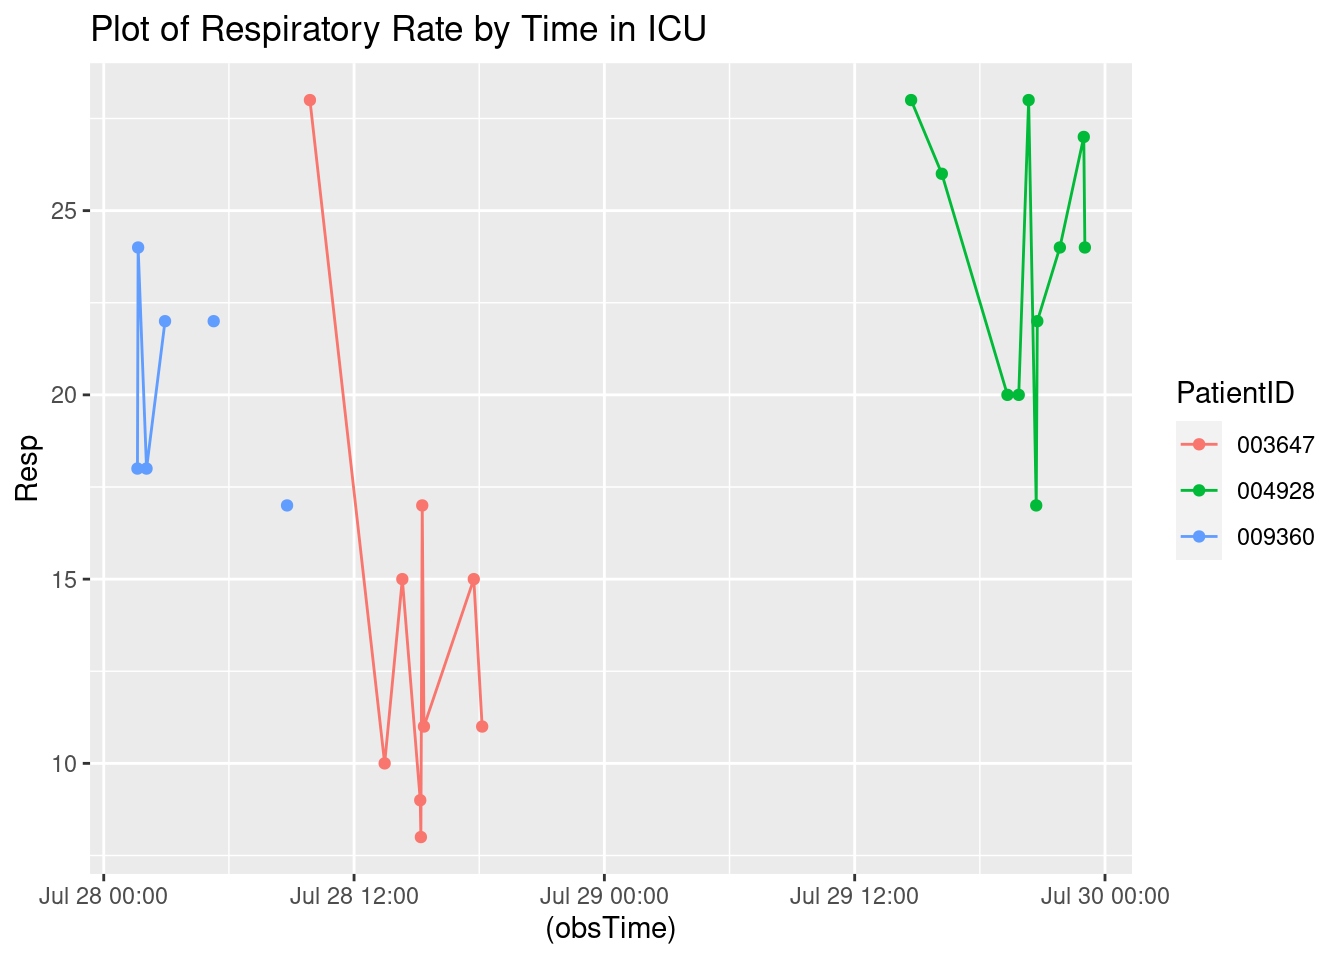 Plot of Respiratory Rate by Time in ICU
25
20
15
10
Resp
Jul 28 00:00
Jul 28 12:00
Jul 29 00:00
Jul 29 12:00
Jul 30 00:00
(obsTime)
PatientID
003647
004928
009360